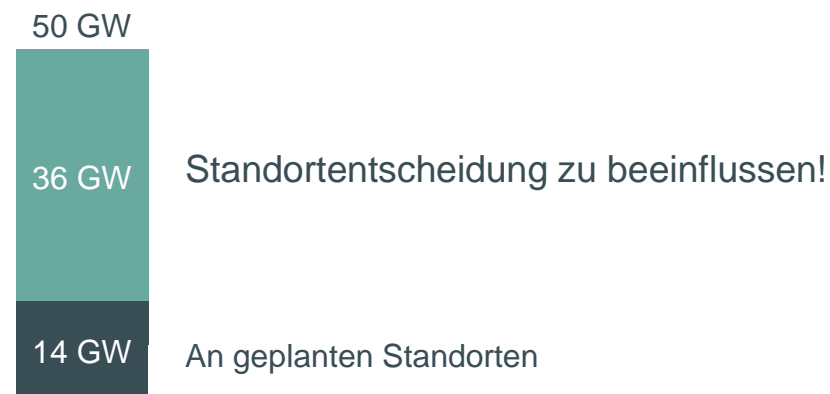 50 GW
36 GW
Standortentscheidung zu beeinflussen!
14 GW
An geplanten Standorten